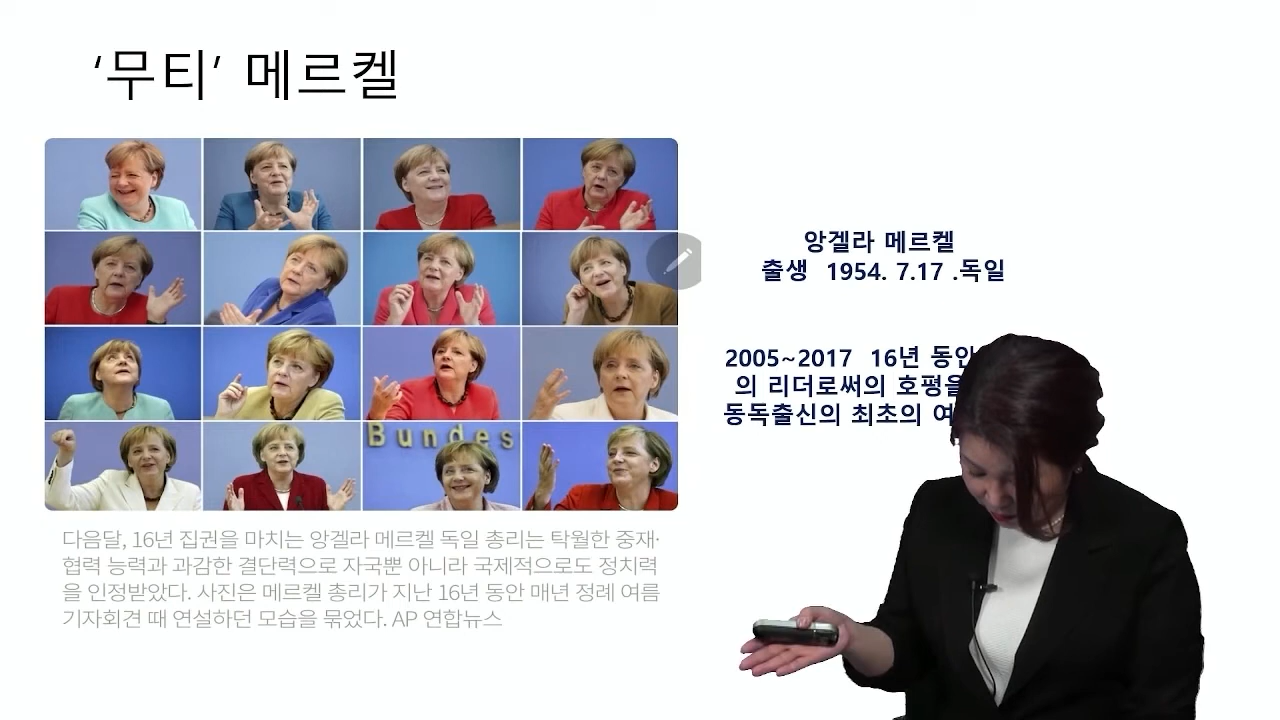 ‘무티’ 메르켈
Bundes
앙겔라 메르켈
출생 1954. 7.17 .독일
2005~2017 16년 동안
의 리더로써의 호평을
동독출신의 최초의 여
다음달, 16년 집권을 마치는 앙겔라 메르켈 독일 총리는 탁월한 중재·
협력 능력과 과감한 결단력으로 자국뿐 아니라 국제적으로도 정치력
을 인정받았다. 사진은 메르켈 총리가 지난 16년 동안 매년 정례 여름
기자회견 때 연설하던 모습을 묶었다. AP 연합뉴스